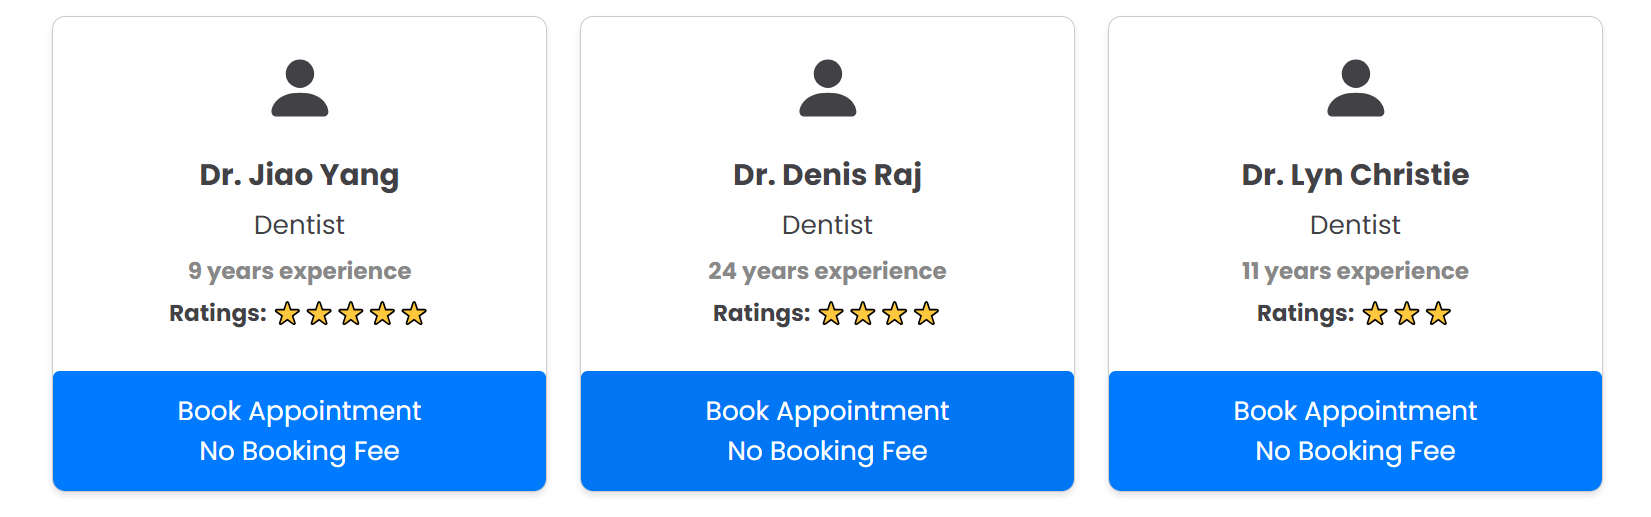 Dr. Jiao Yang
Dentist
9 years experience
Ratings:
Book Appointment
No Booking Fee
Dr. Denis Raj
Dentist
24 years experience
Ratings:
Book Appointment
No Booking Fee
Dr. Lyn Christie
Dentist
11 years experience
Ratings:
Book Appointment
No Booking Fee